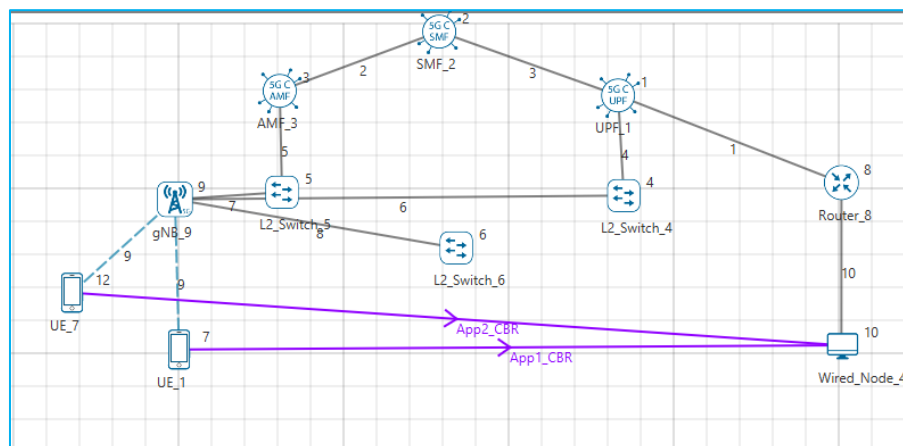 2
5G C
SMF
SMF_2
2
3
3
5G C
AMF
AMF_3
1
5G C
UPF
UPF_1
1
5
4
8
Router_8
9
5
4
5G
7
6
L2_Switch_5
L2_Switch_4
gNB_9
8
6
9
L2_Switch_6
10
12
9
UE_7
App2_CBR
7
10
App1_CBR
UE_1
Wired_Node_4